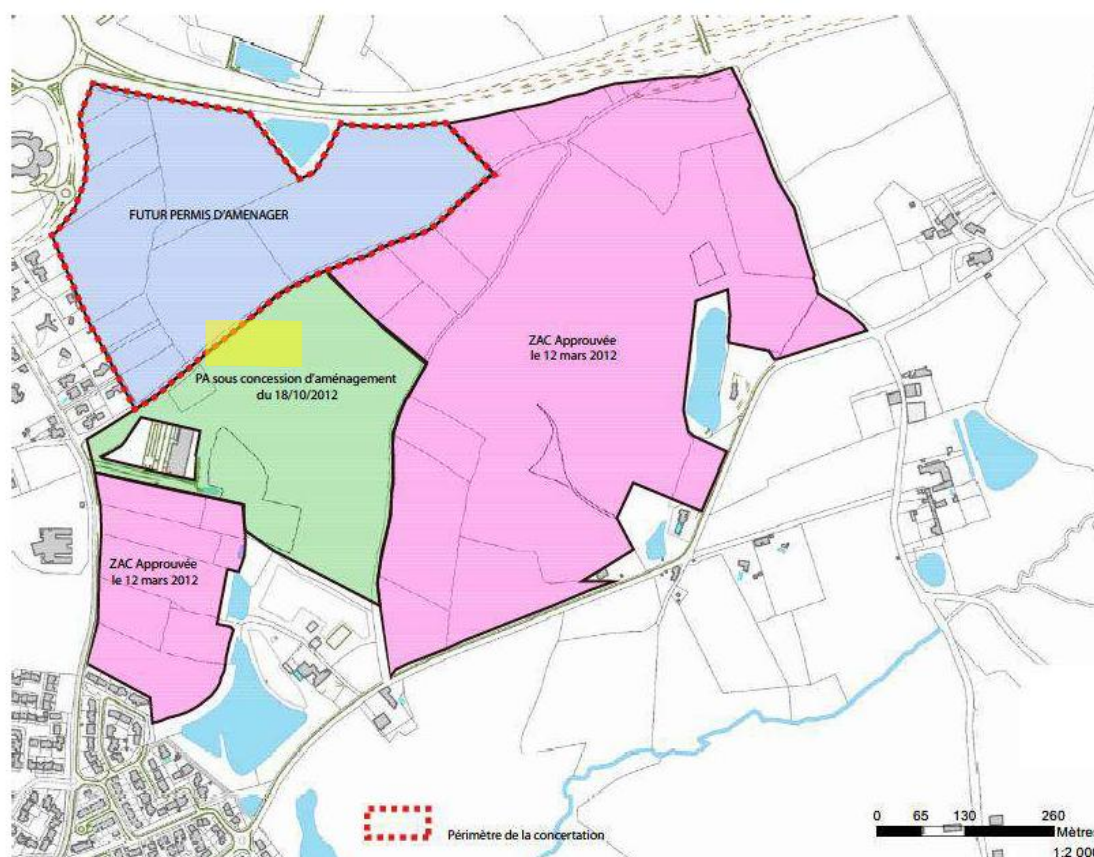 FUTUR PERMIS D'AMENAGER
ZAC Approuvée
le 12 mars 2012
PA sous concession d'aménagement
du 18/10/2012
ZAC Approuvée
le 12 mars 2012
Périmètre de la concertation
0 65 130 260
Mètres
1:2 000